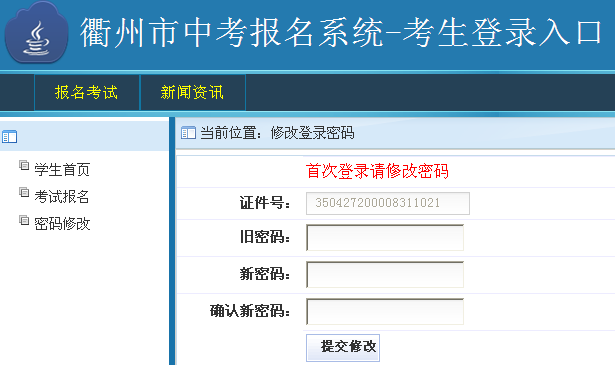 衢州市中考报名系统-考生登录入口
报名考试 新闻资讯
当前位置：修改登录密码
学生首页
考试报名
密码修改
首次登录请修改密码
证件号： 350427200008311021
旧密码：
新密码：
确认新密码：
提交修改